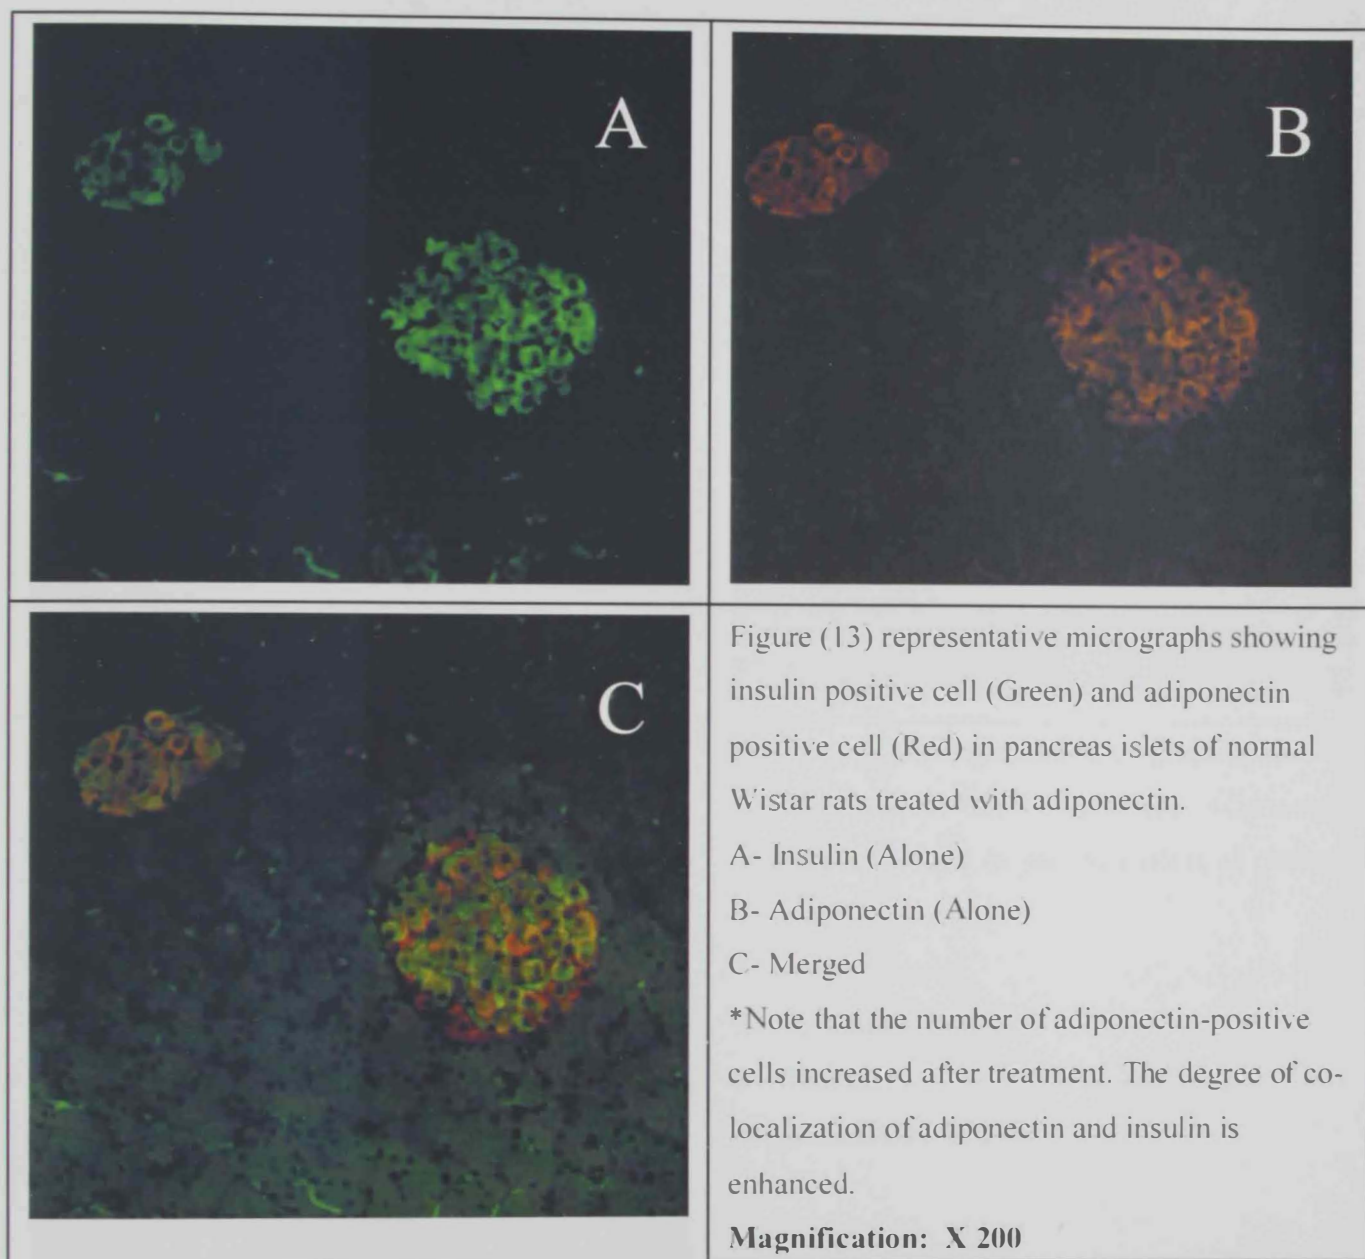 A
B
C
Figure (13) representative micrographs showing
insulin positive cell (Green) and adiponectin
positive cell (Red) in pancreas islets of normal
Wistar rats treated with adiponectin.
A- Insulin (Alone)
B- Adiponectin (Alone)
C- Merged
*Note that the number of adiponectin-positive
cells increased after treatment. The degree of co-
localization of adiponectin and insulin is
enhanced.
Magnification: X 200